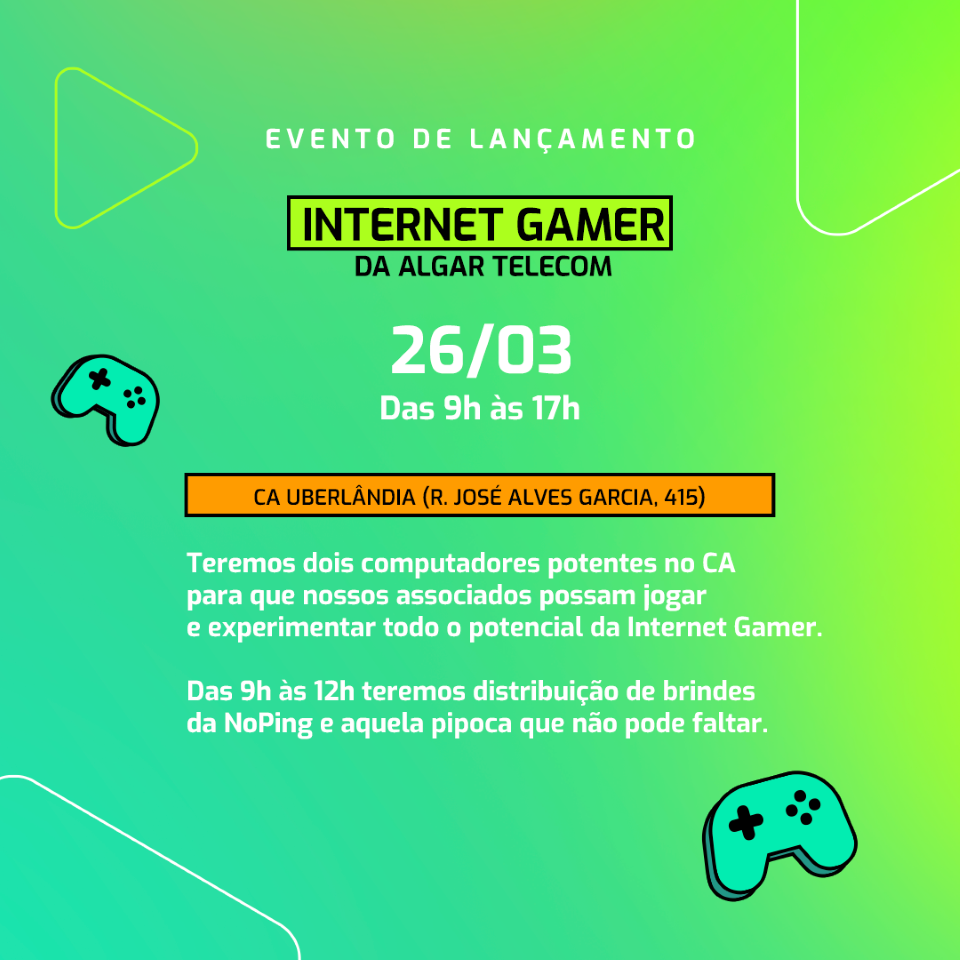 EVENTO DE LANÇAMENTO
INTERNET GAMER
DA ALGAR TELECOM
26/03
Das 9h às 17h
CA UBERLÂNDIA (R. JOSÉ ALVES GARCIA, 415)
Teremos dois computadores potentes no CA
para que nossos associados possam jogar
e experimentar todo o potencial da Internet Gamer.
Das 9h às 12h teremos distribuição de brindes
da NoPing e aquela pipoca que não pode faltar.